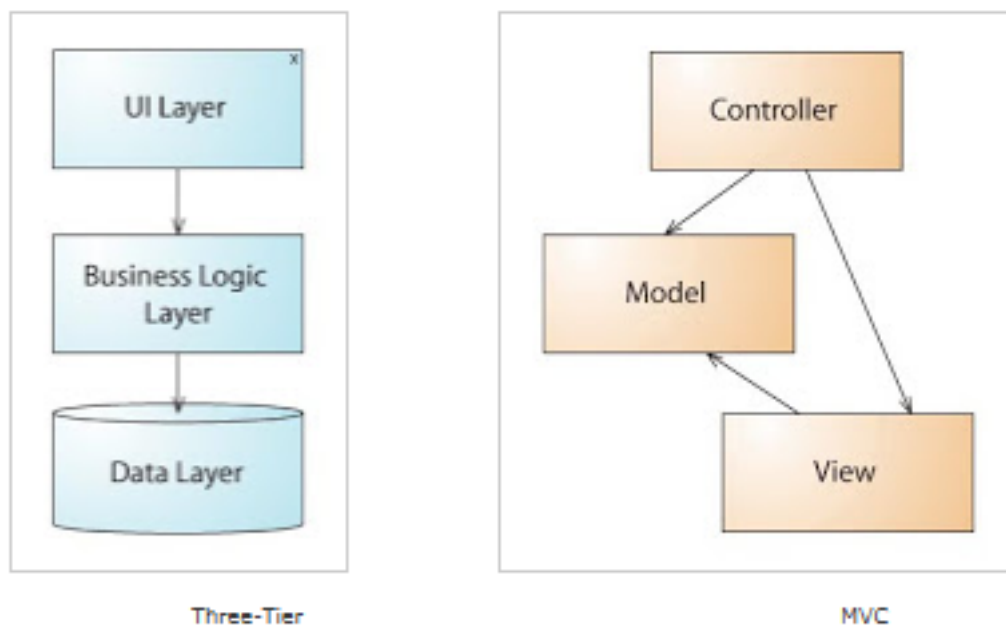 x
UI Layer
Business Logic
Layer
Data Layer
Three-Tier
Controller
Model
View
MVC